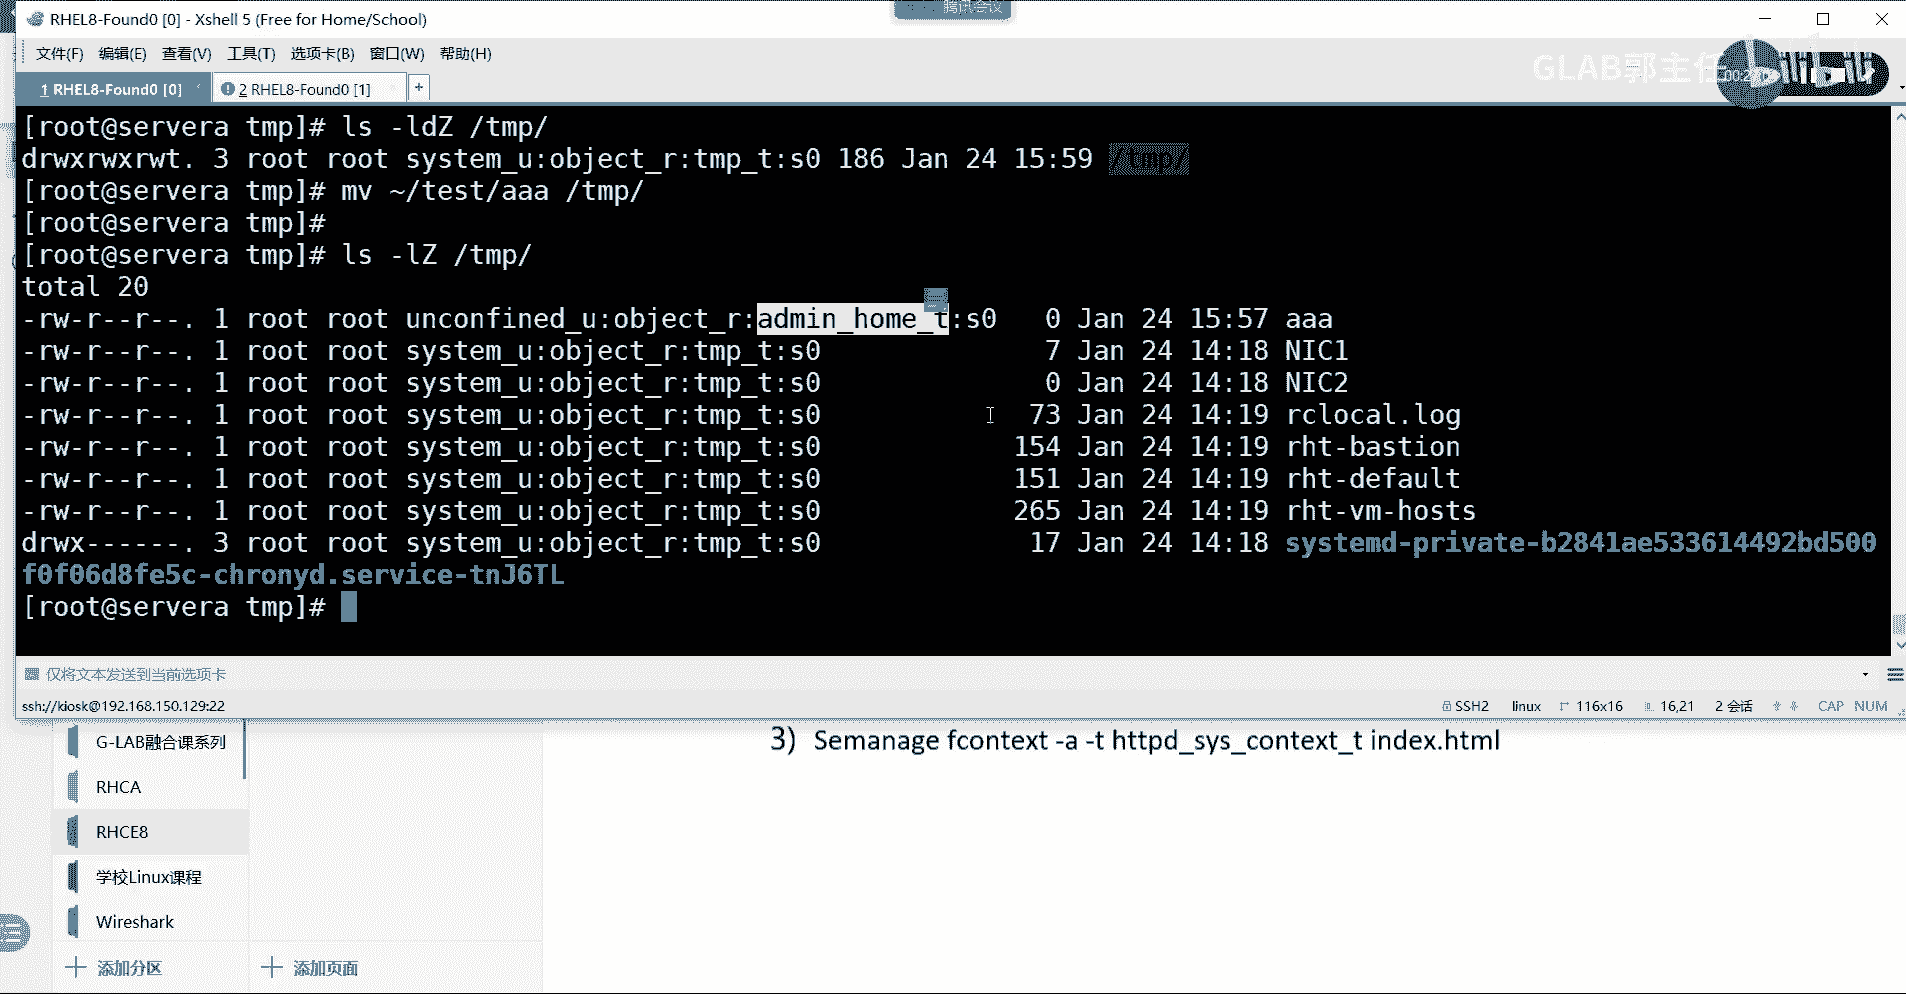 RHEL8-Found0 [0] - Xshell 5 (Free for Home/School)
腾讯会议
文件(F) 编辑(E) 查看(V) 工具(T) 选项卡(B) 窗口(W) 帮助(H)
GLAB郭主任
bilibili
1 RHEL8-Found0 [0]
2 RHEL8-Found0 [1]
+
[root@servera tmp]# ls -ldZ /tmp/
drwxrwxrwt. 3 root root system_u:object_r:tmp_t:s0 186 Jan 24 15:59 /tmp/
[root@servera tmp]# mv ~/test/aaa /tmp/
[root@servera tmp]#
[root@servera tmp]# ls -lZ /tmp/
total 20
-rw-r--r--. 1 root root unconfined_u:object_r:admin_home_t:s0 0 Jan 24 15:57 aaa
-rw-r--r--. 1 root root system_u:object_r:tmp_t:s0 7 Jan 24 14:18 NIC1
-rw-r--r--. 1 root root system_u:object_r:tmp_t:s0 0 Jan 24 14:18 NIC2
-rw-r--r--. 1 root root system_u:object_r:tmp_t:s0 73 Jan 24 14:19 rclocal.log
-rw-r--r--. 1 root root system_u:object_r:tmp_t:s0 154 Jan 24 14:19 rht-bastion
-rw-r--r--. 1 root root system_u:object_r:tmp_t:s0 151 Jan 24 14:19 rht-default
-rw-r--r--. 1 root root system_u:object_r:tmp_t:s0 265 Jan 24 14:19 rht-vm-hosts
drwx------. 3 root root system_u:object_r:tmp_t:s0 17 Jan 24 14:18 systemd-private-b2841ae533614492bd500
f0f06d8fe5c-chronyd.service-tnJ6TL
[root@servera tmp]#
仅将文本发送到当前选项卡
ssh://kiosk@192.168.150.129:22
SSH2 linux 116x16 16,21 2 会话 CAP NUM
3) Semanage fcontext -a -t httpd_sys_context_t index.html
G-LAB融合课系列
RHCA
RHCE8
学校Linux课程
Wireshark
添加分区
添加页面